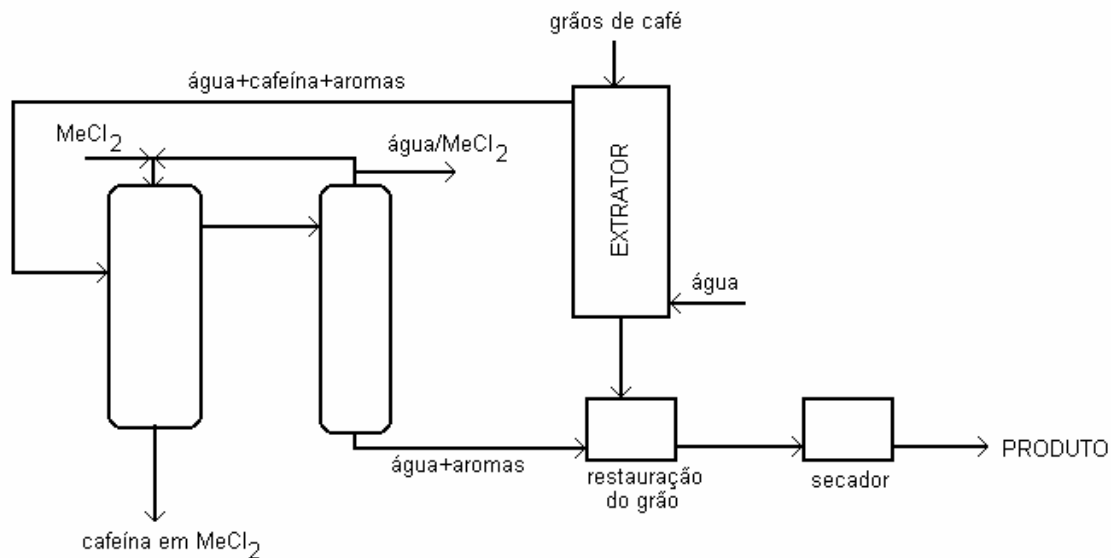 grãos de café
água+cafeína+aromas
MeCl2
água/MeCl2
EXTRATOR
água
água+aromas
restauração
do grão
secador
PRODUTO
cafeína em MeCl2